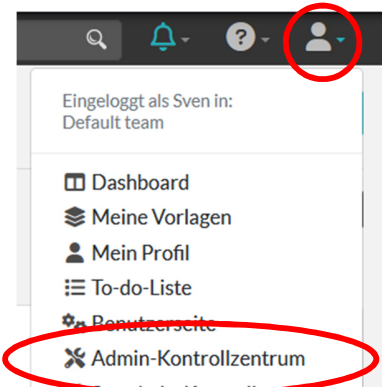 Eingeloggt als Sven in:
Default team
Dashboard
Meine Vorlagen
Mein Profil
To-do-Liste
Benutzerseite
Admin-Kontrollzentrum